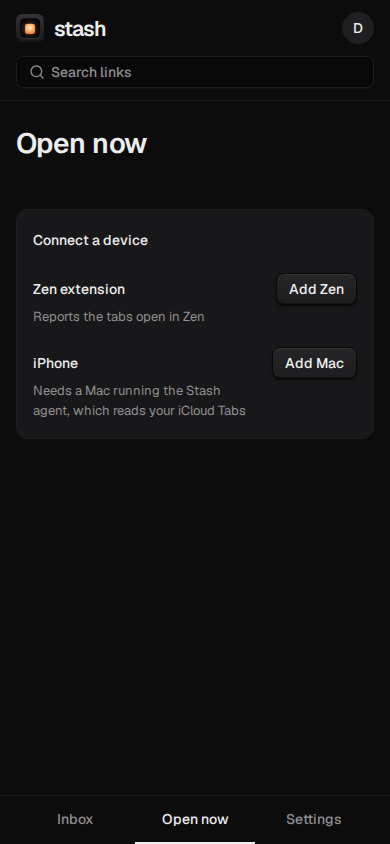 stash
D
Search links
Open now
Connect a device
Zen extension
Add Zen
Reports the tabs open in Zen
iPhone
Add Mac
Needs a Mac running the Stash
agent, which reads your iCloud Tabs
Inbox
Open now
Settings